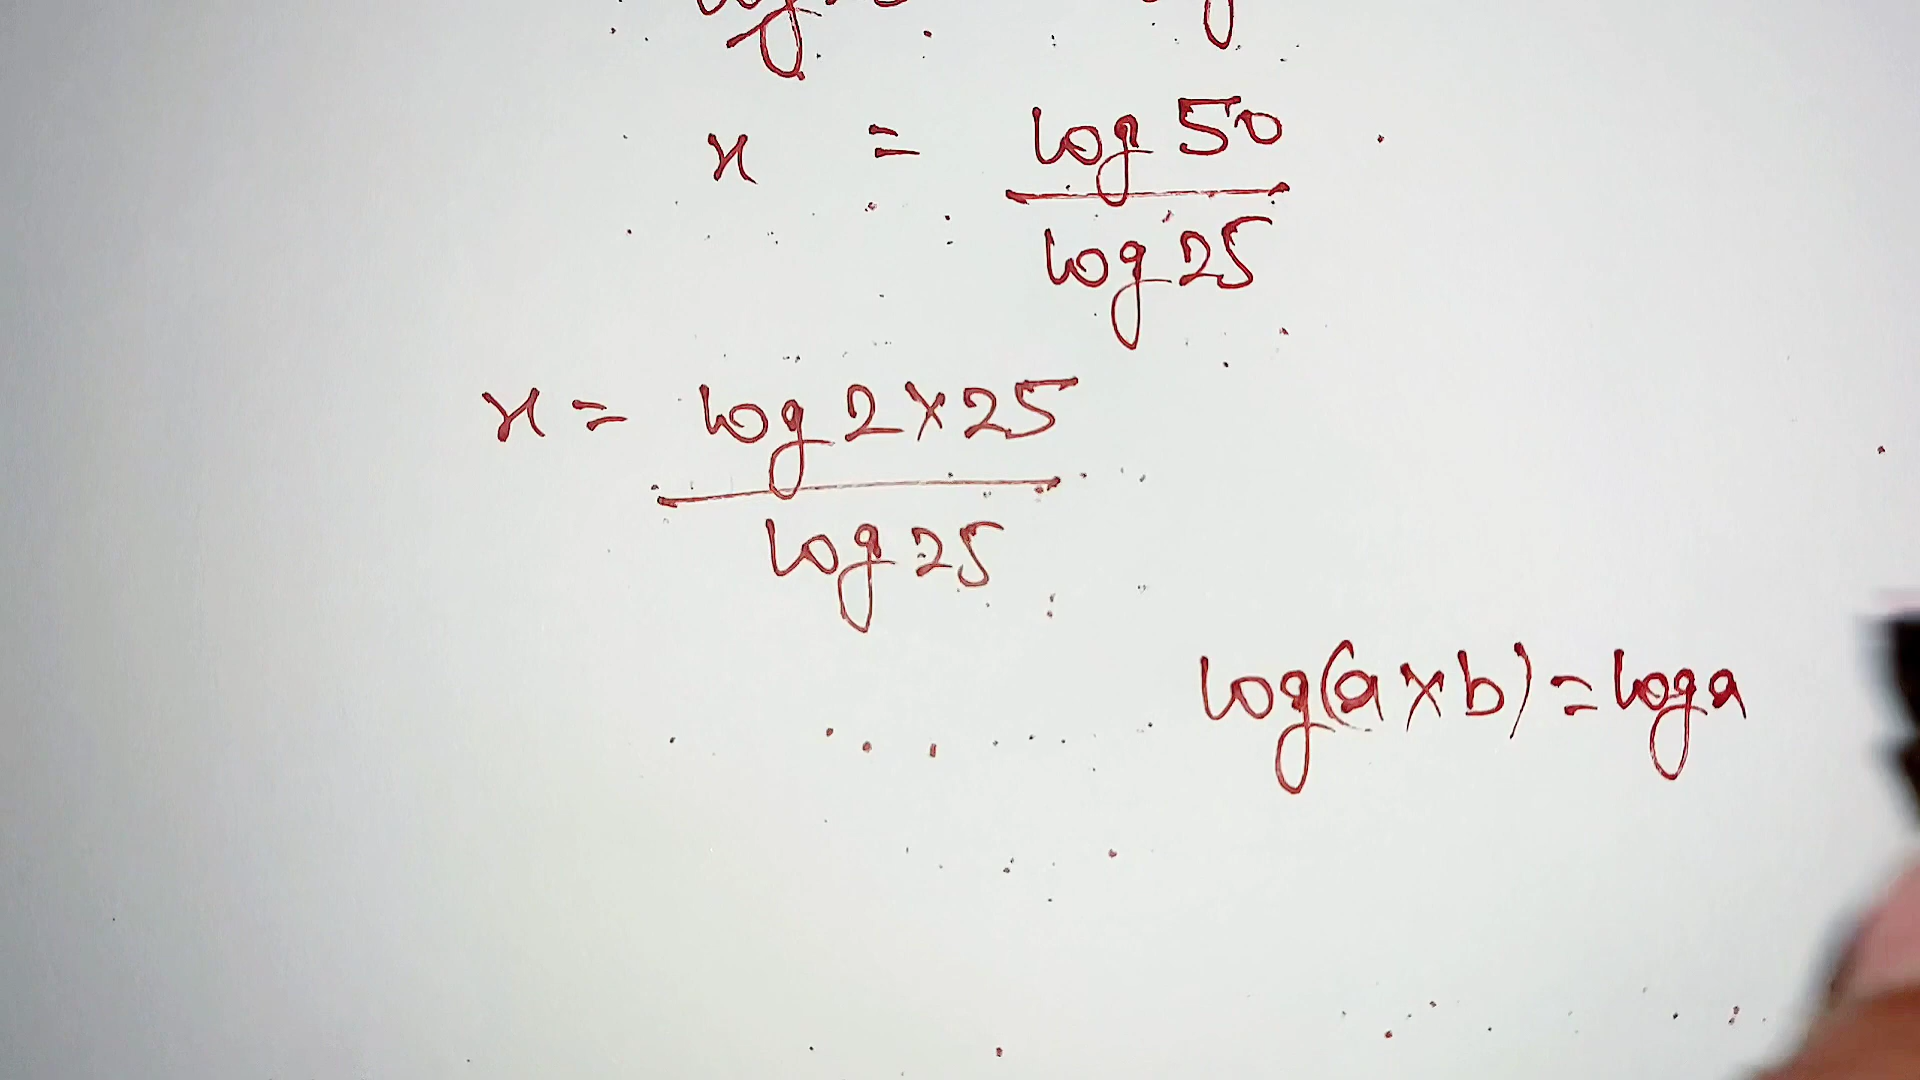 x = log 50
log 25
x = log 2×25
log 25
log(a×b) = log a